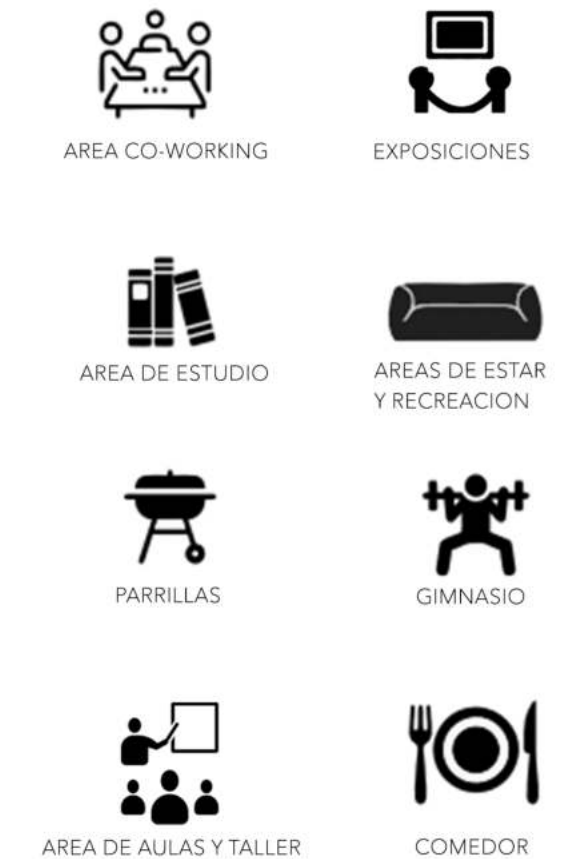 AREA CO-WORKING
EXPOSICIONES
AREA DE ESTUDIO
AREAS DE ESTAR
Y RECREACION
PARRILLAS
GIMNASIO
AREA DE AULAS Y TALLER
COMEDOR